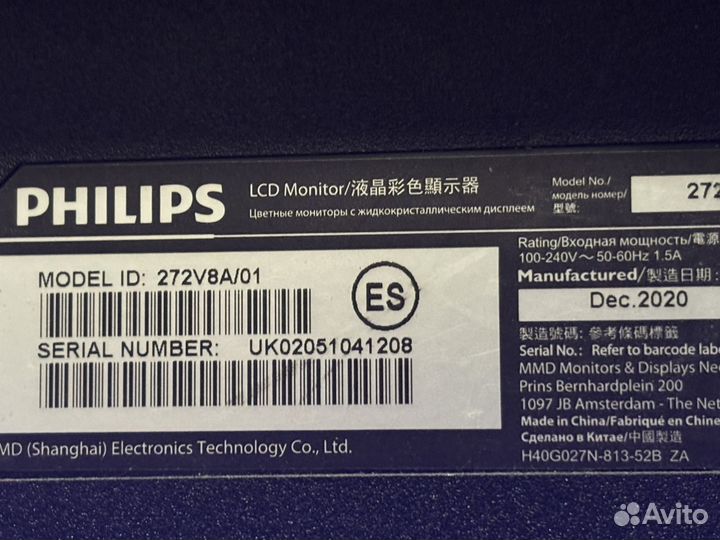 PHILIPS
LCD Monitor/液晶彩色顯示器
Цветные мониторы с жидкокристаллическим дисплеем
Model No./
модель номер/
型號:
272
MODEL ID: 272V8A/01
ES
SERIAL NUMBER: UK02051041208
MMD (Shanghai) Electronics Technology Co., Ltd.
Rating/Входная мощность/電源
100-240V ~ 50-60Hz 1.5A
Manufactured/製造日期:
Dec.2020
製造號碼: 參考條碼標籤
Serial No.: Refer to barcode labe
MMD Monitors & Displays Ne
Prins Bernhardplein 200
1097 JB Amsterdam - The Net
Made in China/Fabriqué en Chine
Сделано в Китае/中國製造
H40G027N-813-52B ZA
Avito